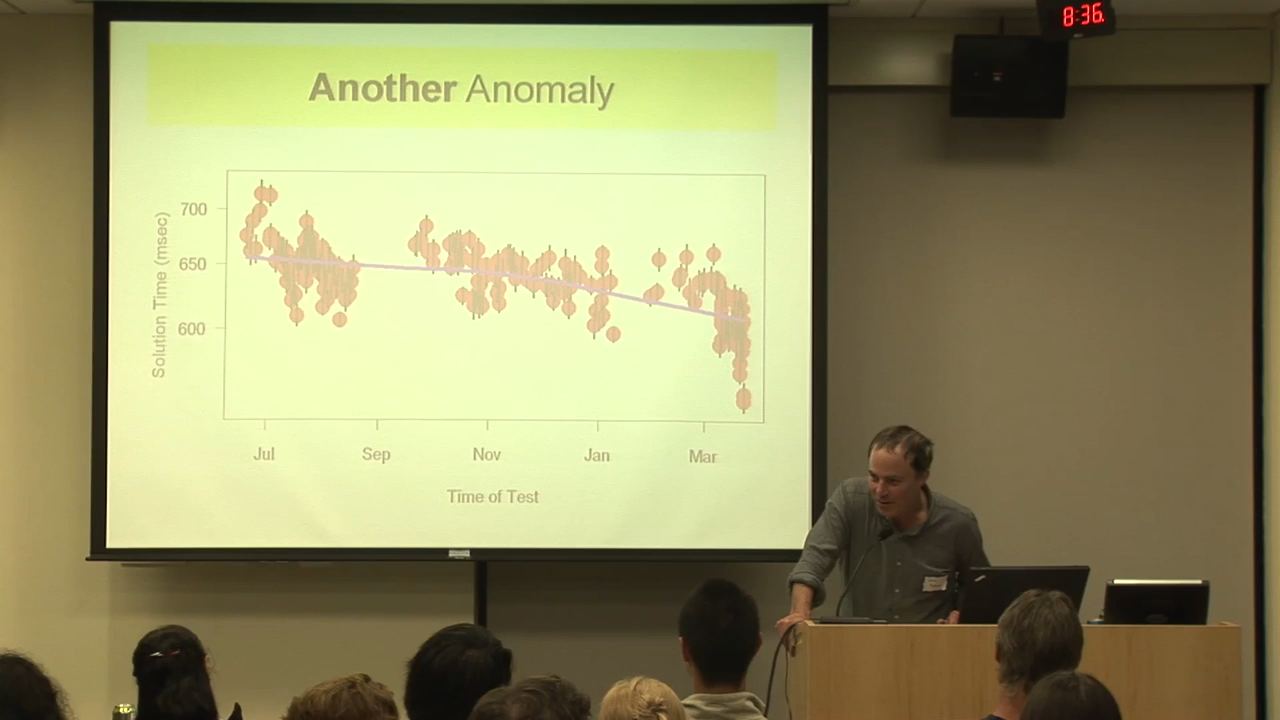 8:36
Another Anomaly
700
650
600
Solution Time (msec)
Jul Sep Nov Jan Mar
Time of Test